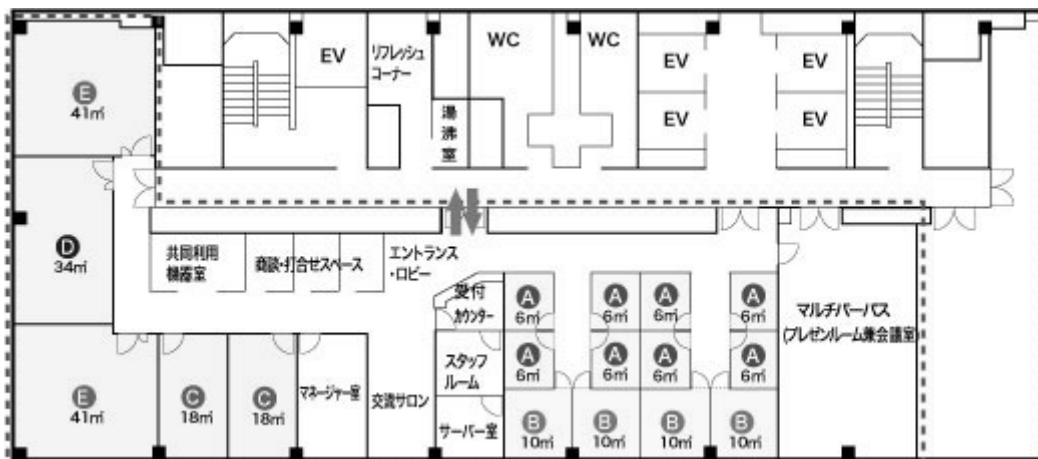 EV
リフレッシュ
コーナー
WC
WC
EV
EV
EV
EV
湯沸室
E
41㎡
D
34㎡
共同利用
機器室
商談・打合せスペース
エントランス
・ロビー
受付
カウンター
A
6㎡
A
6㎡
A
6㎡
A
6㎡
マルチパーパス
(プレゼンルーム兼会議室)
スタッフ
ルーム
A
6㎡
A
6㎡
A
6㎡
A
6㎡
E
41㎡
C
18㎡
C
18㎡
マネージャー室
交流サロン
サーバー室
B
10㎡
B
10㎡
B
10㎡
B
10㎡